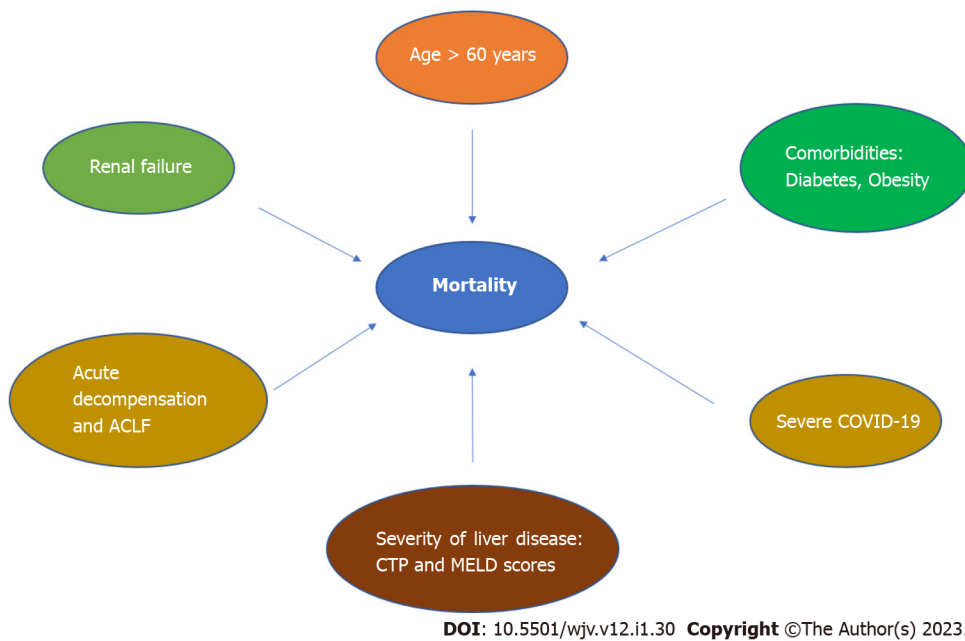 Age > 60 years
Renal failure
Comorbidities:
Diabetes, Obesity
Mortality
Acute
decompensation
and ACLF
Severe COVID-19
Severity of liver disease:
CTP and MELD scores
DOI: 10.5501/wjv.v12.i1.30 Copyright ©The Author(s) 2023